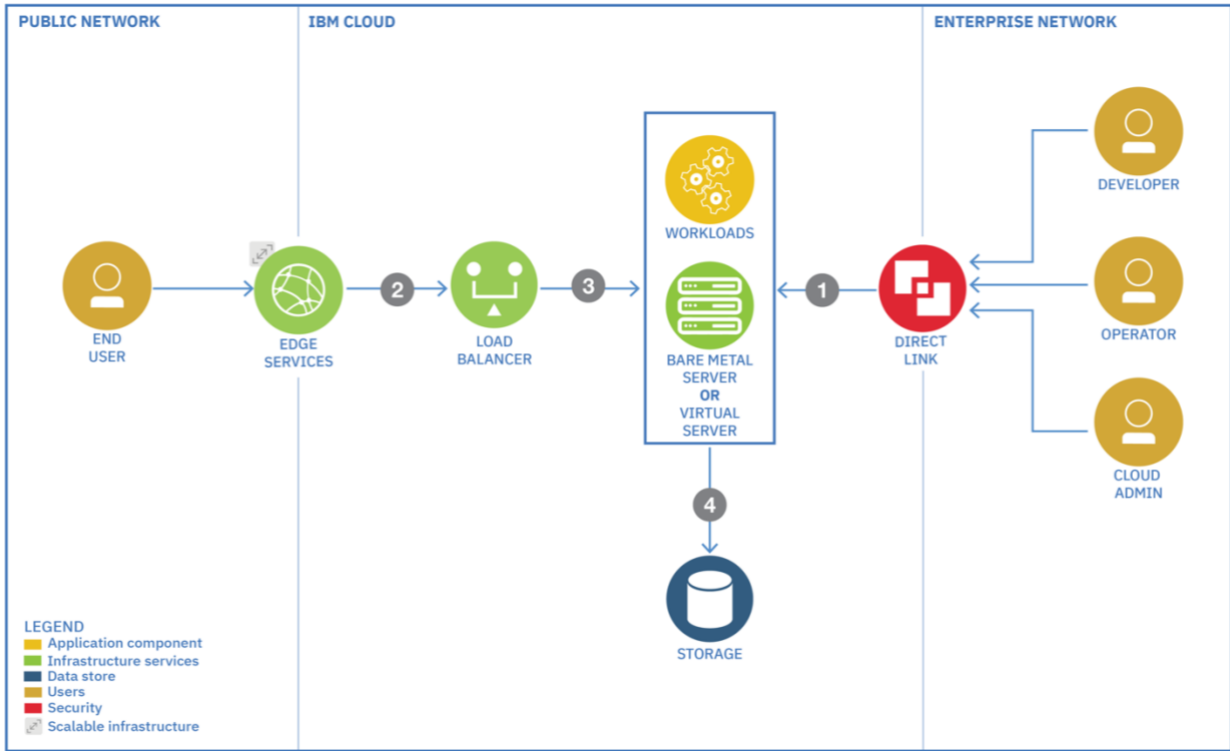 PUBLIC NETWORK
IBM CLOUD
ENTERPRISE NETWORK
DEVELOPER
WORKLOADS
END
USER
EDGE
SERVICES
2
LOAD
BALANCER
3
BARE METAL
SERVER
OR
VIRTUAL
SERVER
1
DIRECT
LINK
OPERATOR
CLOUD
ADMIN
4
STORAGE
LEGEND
Application component
Infrastructure services
Data store
Users
Security
Scalable infrastructure